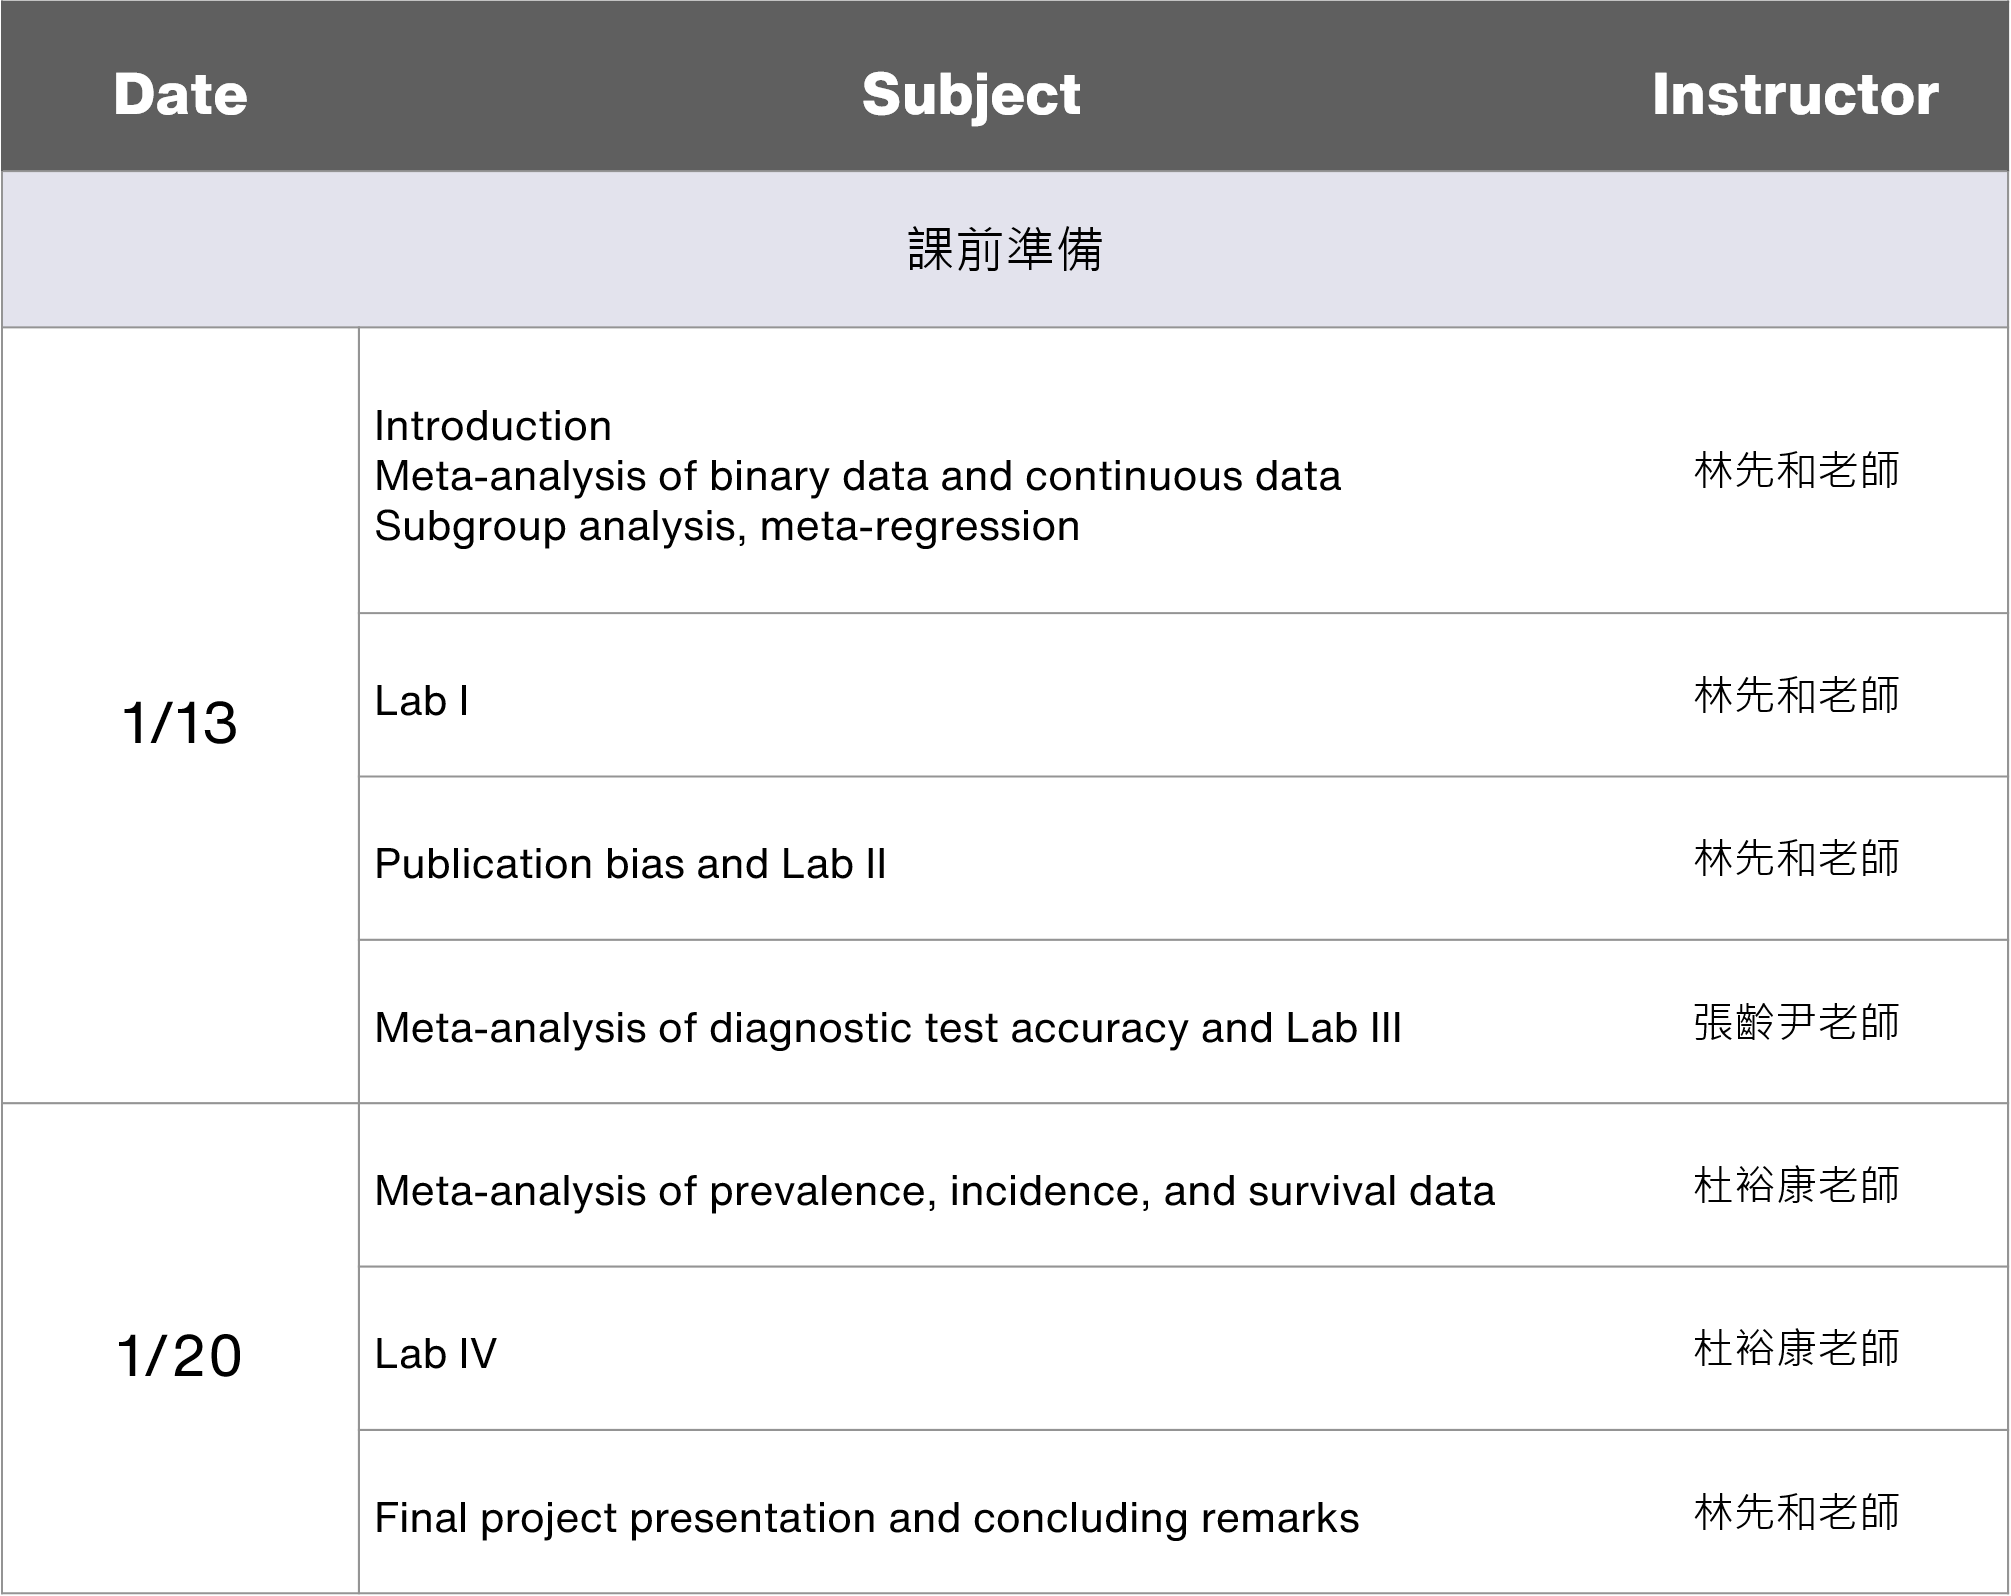 Date Subject Instructor
課前準備
1/13
Introduction
Meta-analysis of binary data and continuous data
Subgroup analysis, meta-regression
林先和老師
Lab I 林先和老師
Publication bias and Lab II 林先和老師
Meta-analysis of diagnostic test accuracy and Lab III 張齡尹老師
1/20
Meta-analysis of prevalence, incidence, and survival data 杜裕康老師
Lab IV 杜裕康老師
Final project presentation and concluding remarks 林先和老師